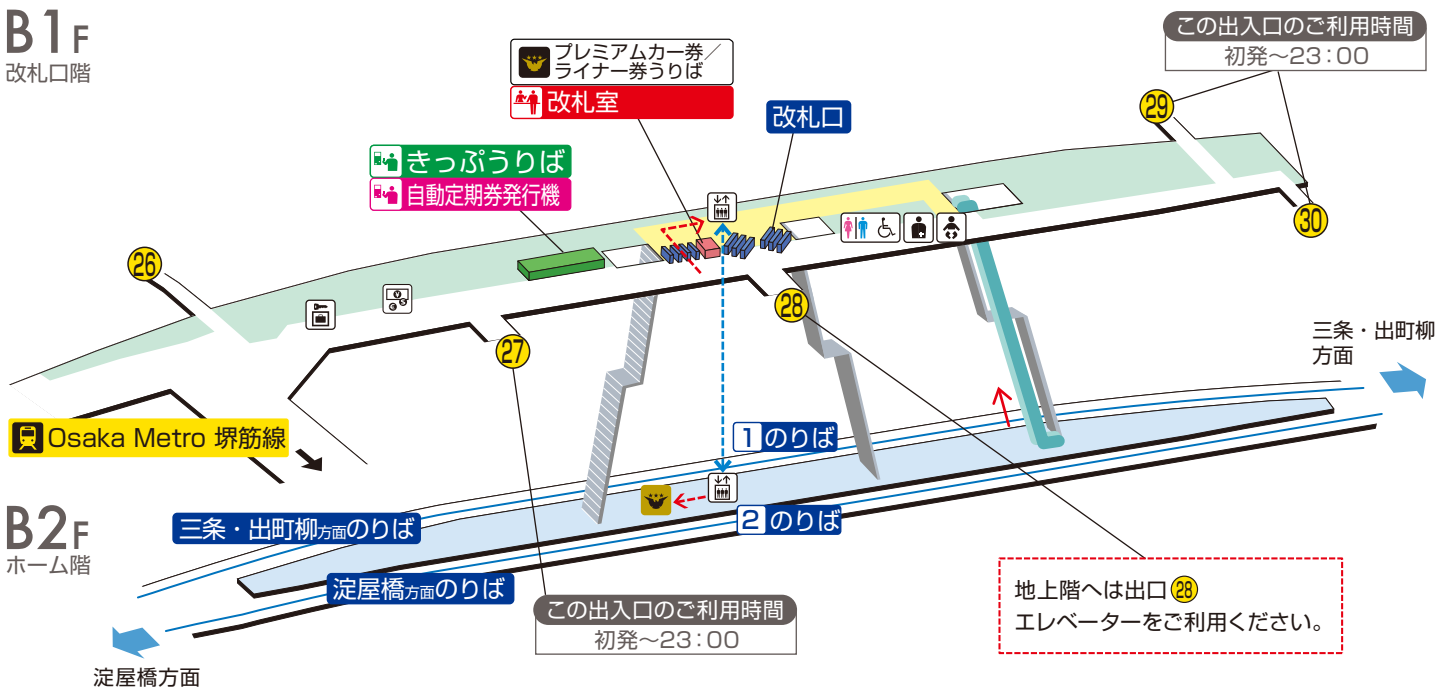 B1F
改札口階
この出入口のご利用時間
初発～23：00
プレミアムカー券／
ライナー券うりば
改札室
改札口
きっぷうりば
自動定期券発行機
29
30
26
28
27
三条・出町柳
方面
Osaka Metro 堺筋線
1 のりば
2 のりば
B2F
ホーム階
三条・出町柳方面のりば
淀屋橋方面のりば
この出入口のご利用時間
初発～23：00
地上階へは出口 28
エレベーターをご利用ください。
淀屋橋方面